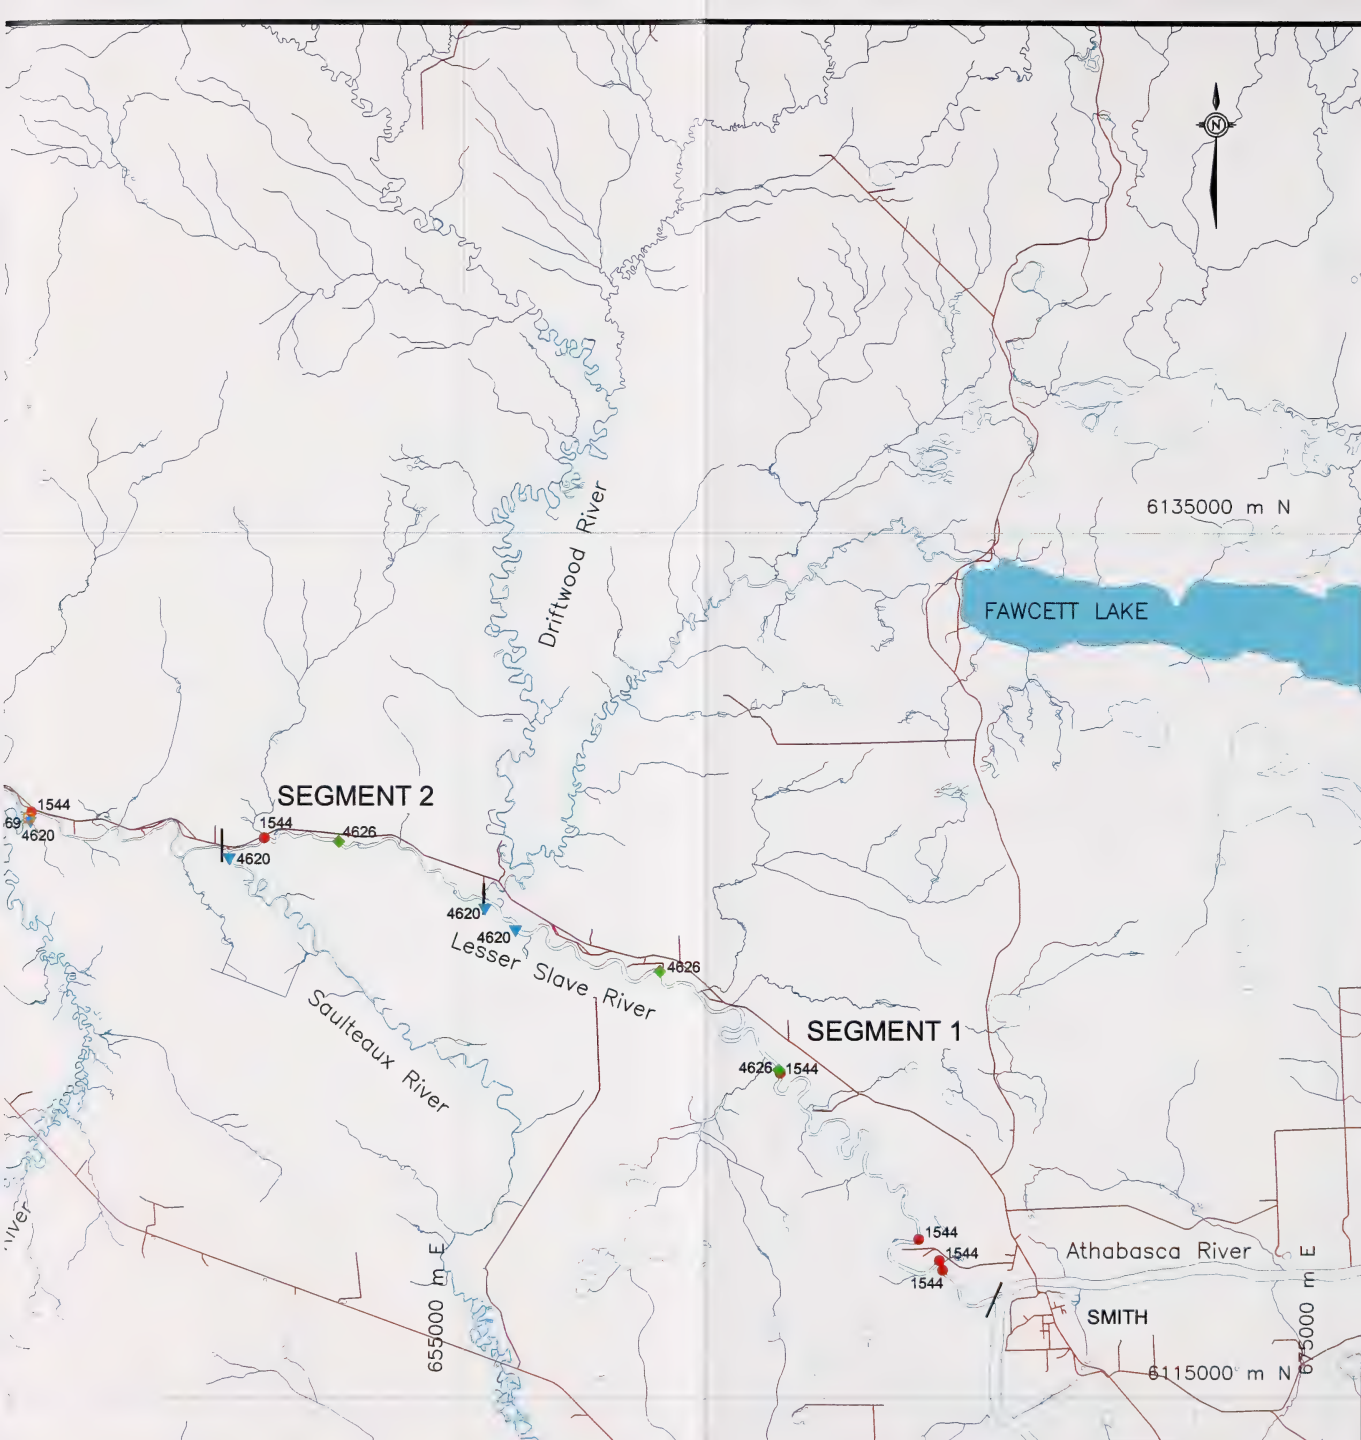 N
6135000 m N
Driftwood River
FAWCETT LAKE
SEGMENT 2
1544
69
4620
1544
4626
4620
4620
4620
Lesser Slave River
4626
Saulteaux River
SEGMENT 1
4626
1544
1544
1544
1544
Athabasca River
655000 m E
675000 m E
SMITH
6115000 m N